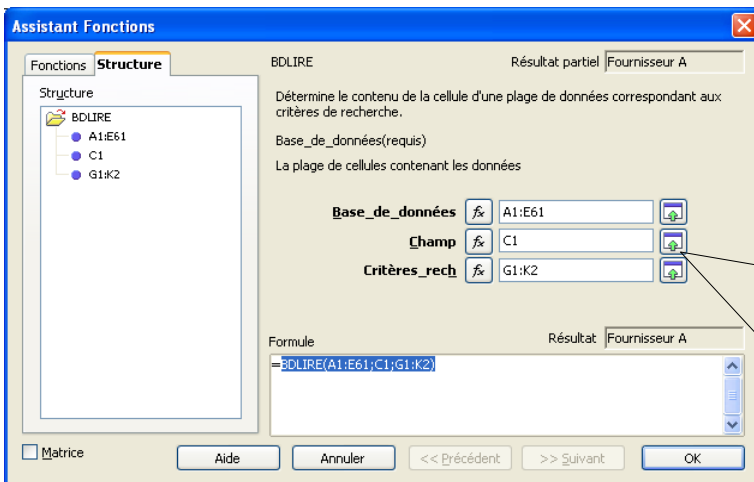 Assistant Fonctions
Fonctions Structure
Structure
BDLIRE
A1:E61
C1
G1:K2
BDLIRE Résultat partiel Fournisseur A
Détermine le contenu de la cellule d'une plage de données correspondant aux
critères de recherche.
Base_de_données(requis)
La plage de cellules contenant les données
Base_de_données fx A1:E61
Champ fx C1
Critères_rech fx G1:K2
Formule Résultat Fournisseur A
=BDLIRE(A1:E61;C1;G1:K2)
Matrice Aide Annuler << Précédent >> Suivant OK